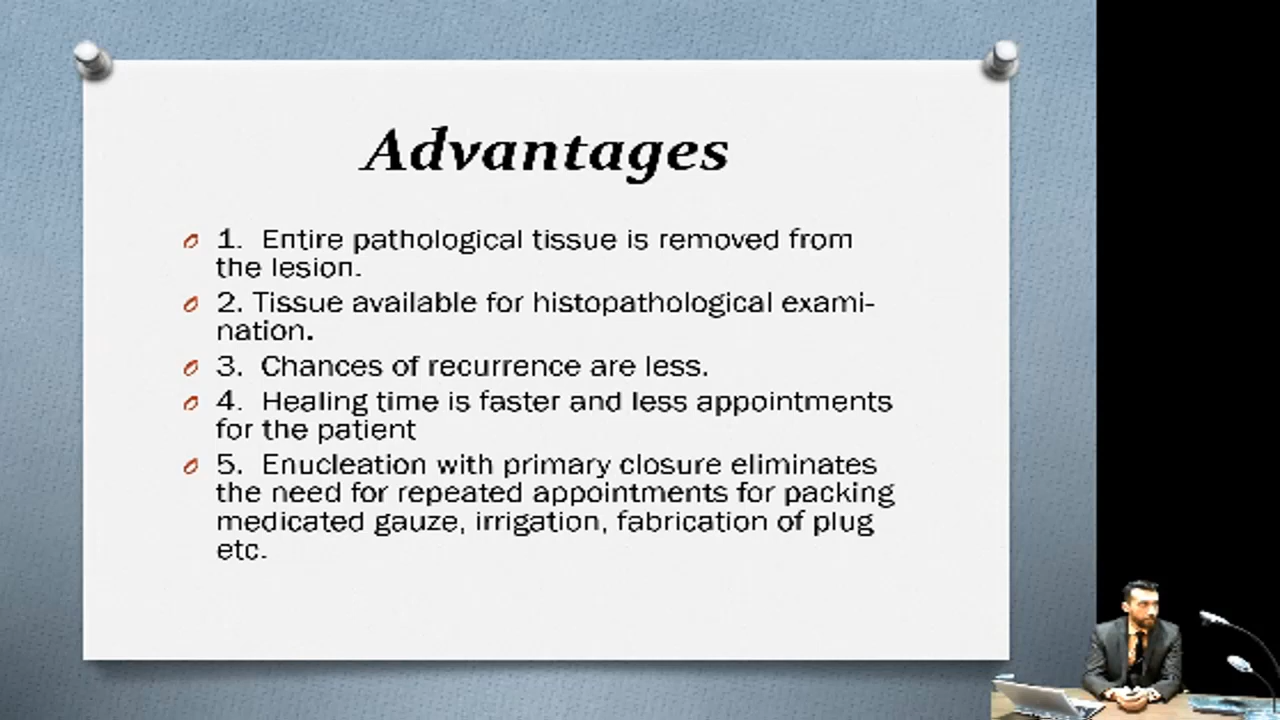 Advantages
1. Entire pathological tissue is removed from
the lesion.
2. Tissue available for histopathological exami-
nation.
3. Chances of recurrence are less.
4. Healing time is faster and less appointments
for the patient
5. Enucleation with primary closure eliminates
the need for repeated appointments for packing
medicated gauze, irrigation, fabrication of plug
etc.